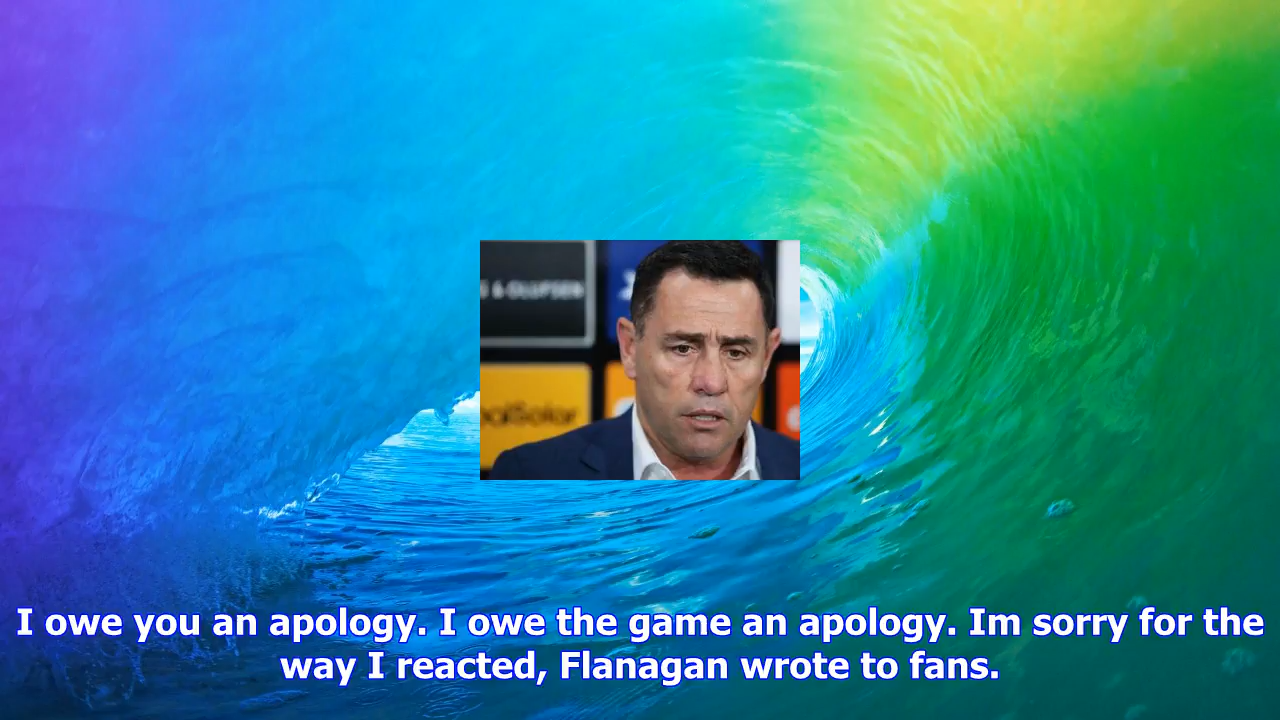 & OLUFSEN
I owe you an apology. I owe the game an apology. Im sorry for the
way I reacted, Flanagan wrote to fans.